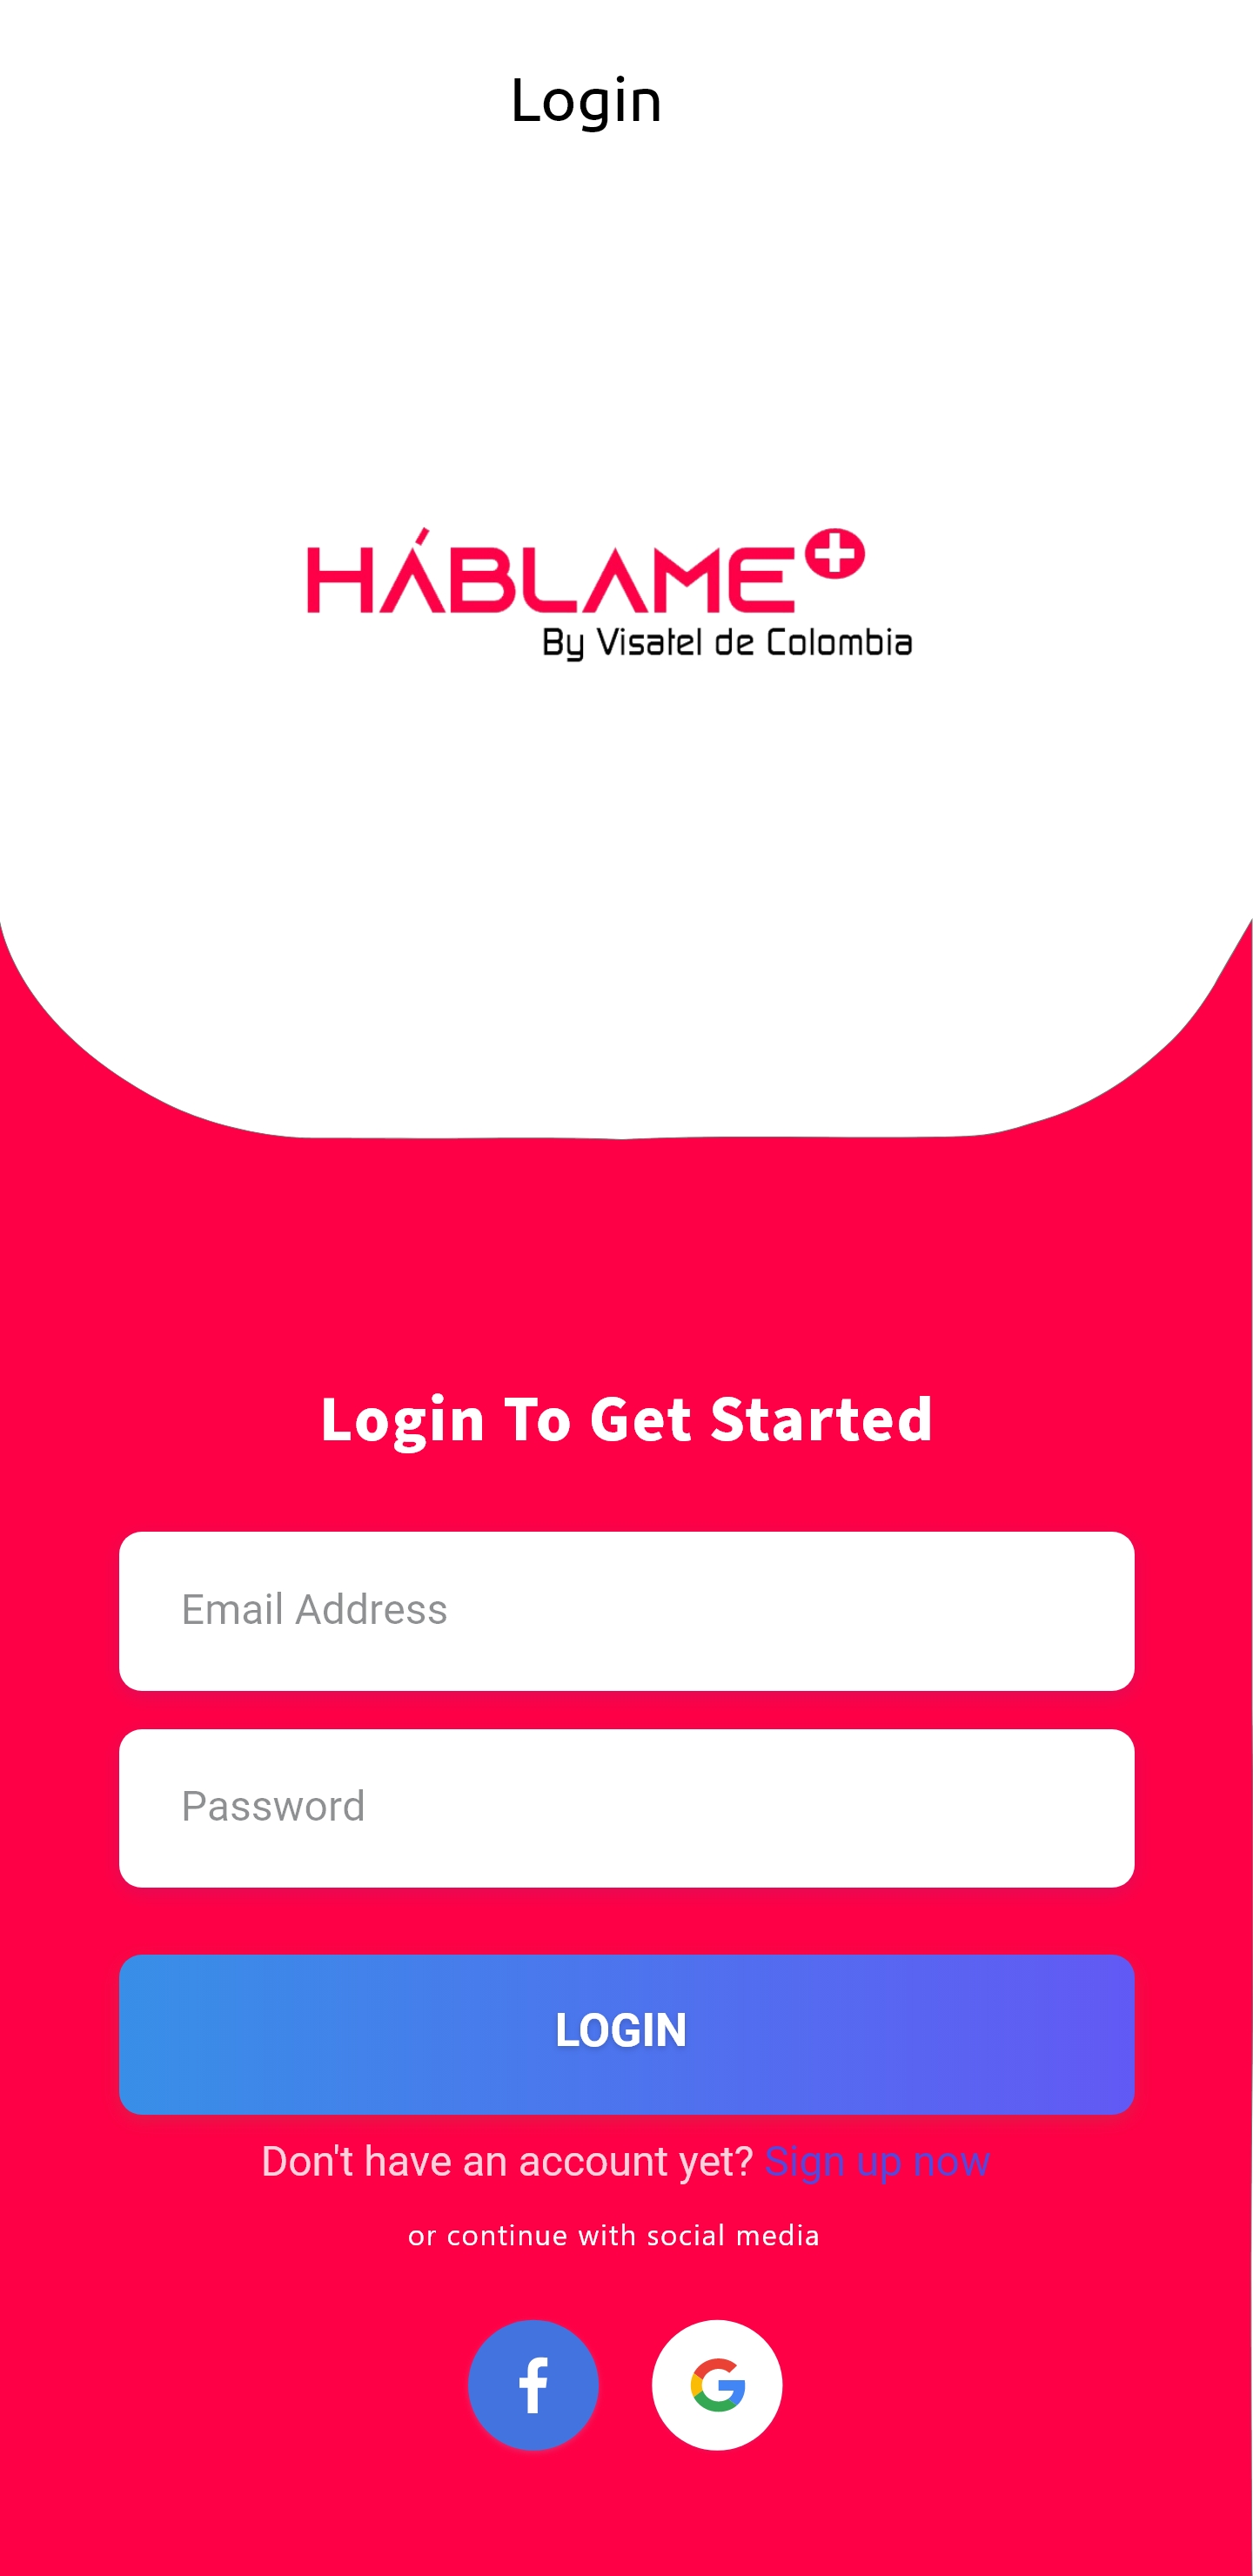 Login
HÁBLAME
By Visatel de Colombia
Login To Get Started
Email Address
Password
LOGIN
Don't have an account yet? Sign up now
or continue with social media